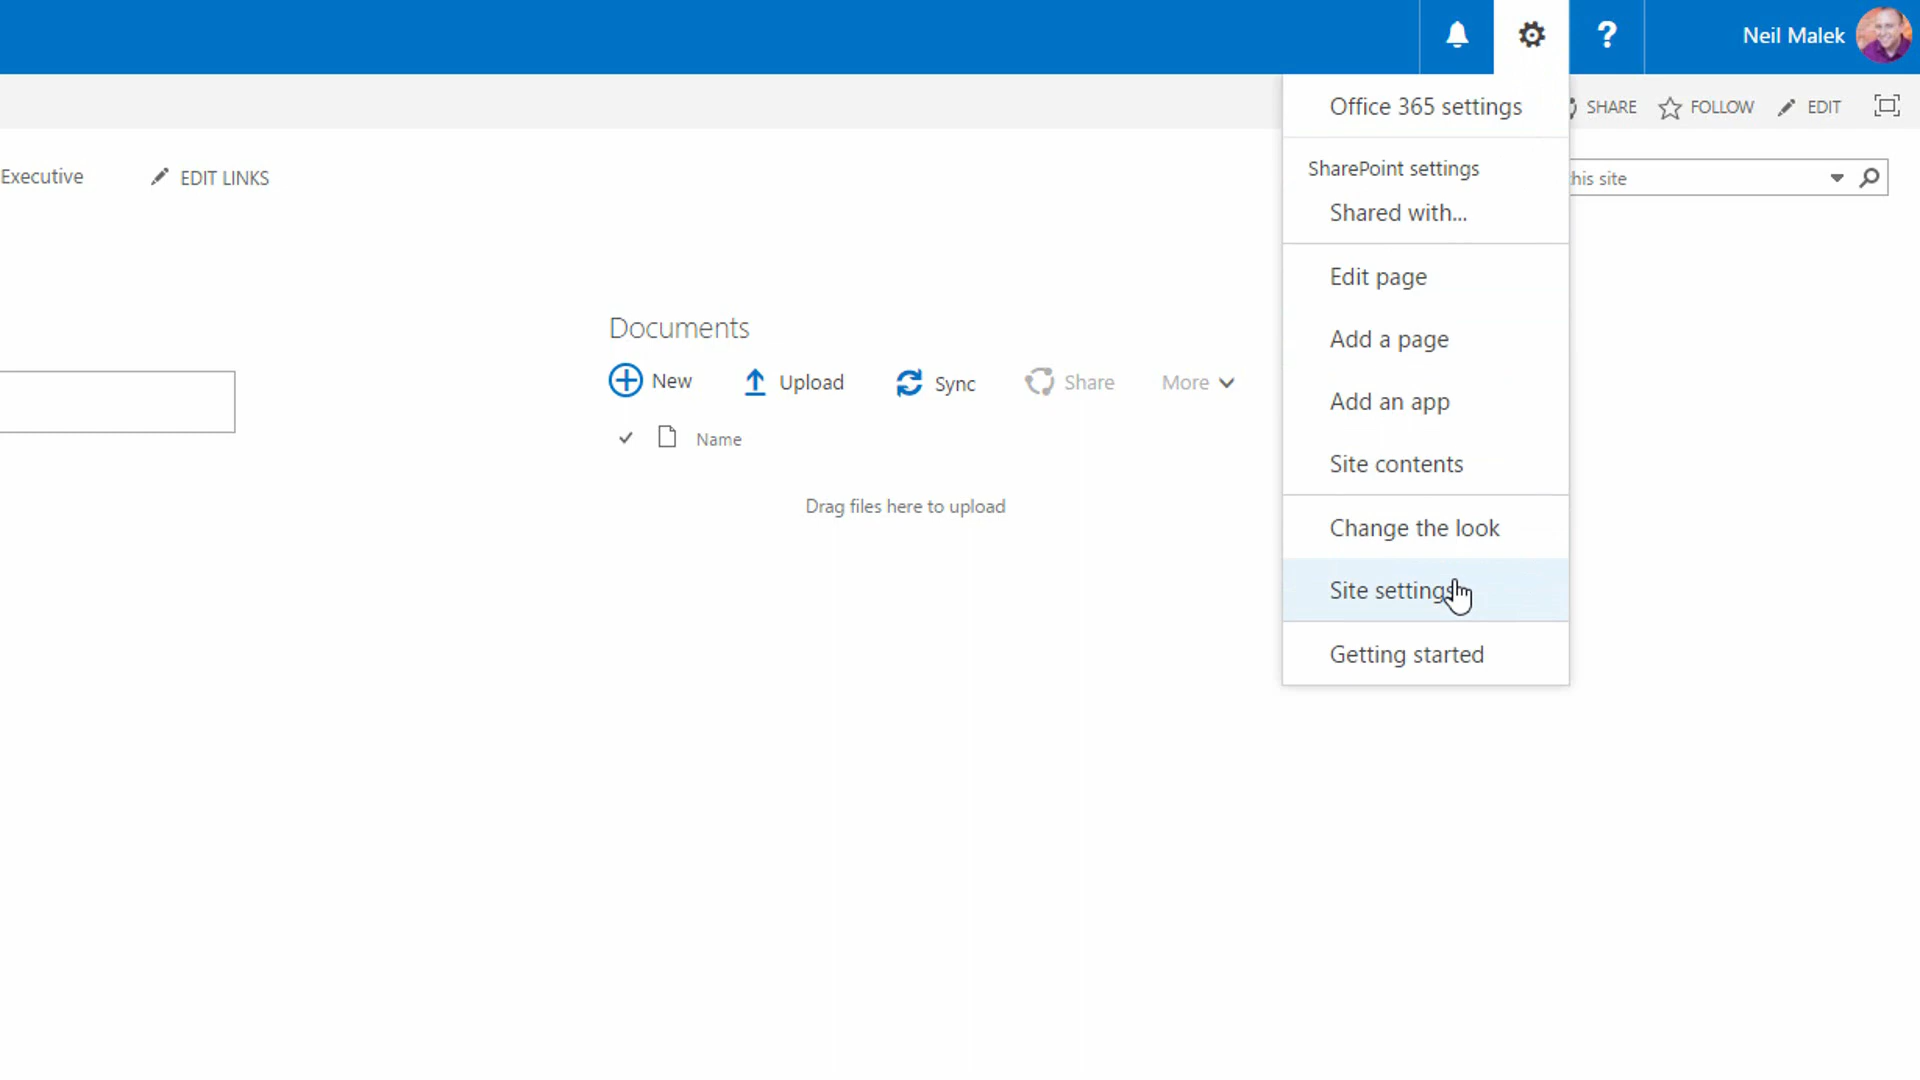 Neil Malek
Office 365 settings
SHARE
FOLLOW
EDIT
Executive
EDIT LINKS
SharePoint settings
this site
Shared with...
Edit page
Documents
Add a page
New
Upload
Sync
Share
More
Add an app
Name
Site contents
Drag files here to upload
Change the look
Site settings
Getting started